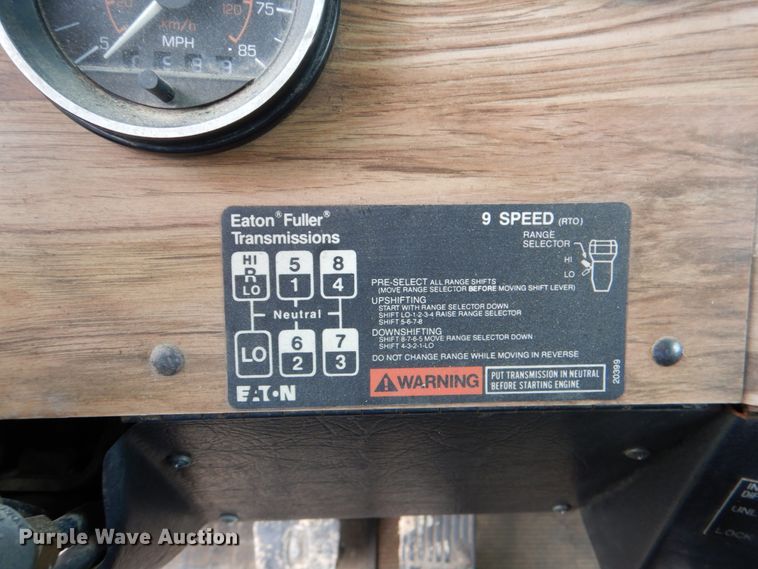 20 120 75
km/h
5 MPH 85
Eaton® Fuller®
Transmissions
9 SPEED (RTO)
RANGE
SELECTOR
HI
LO
HI 5 8
R
LO 1 4
Neutral
LO 6 7
2 3
PRE-SELECT ALL RANGE SHIFTS
(MOVE RANGE SELECTOR BEFORE MOVING SHIFT LEVER)
UPSHIFTING
START WITH RANGE SELECTOR DOWN
SHIFT LO-1-2-3-4 RAISE RANGE SELECTOR
SHIFT 5-6-7-8
DOWNSHIFTING
SHIFT 8-7-6-5 MOVE RANGE SELECTOR DOWN
SHIFT 4-3-2-1-LO
DO NOT CHANGE RANGE WHILE MOVING IN REVERSE
WARNING
PUT TRANSMISSION IN NEUTRAL
BEFORE STARTING ENGINE
20399
EATON
LOCK
Purple Wave Auction